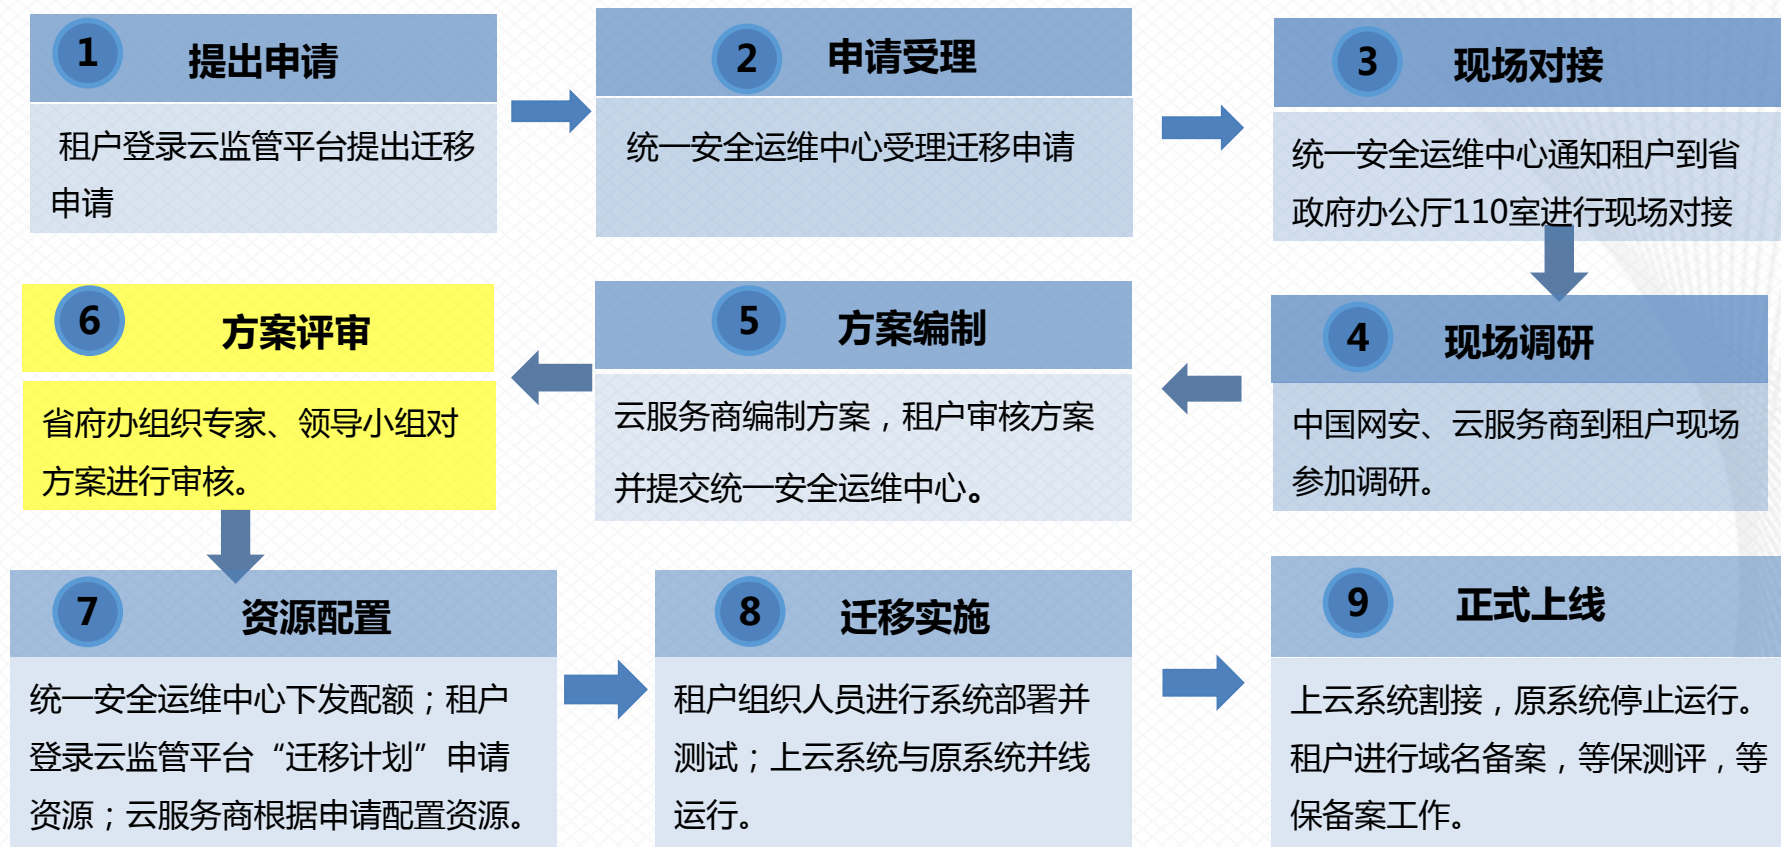 1 提出申请
租户登录云监管平台提出迁移
申请
2 申请受理
统一安全运维中心受理迁移申请
3 现场对接
统一安全运维中心通知租户到省
政府办公厅110室进行现场对接
4 现场调研
中国网安、云服务商到租户现场
参加调研。
5 方案编制
云服务商编制方案，租户审核方案
并提交统一安全运维中心。
6 方案评审
省府办组织专家、领导小组对
方案进行审核。
7 资源配置
统一安全运维中心下发配额；租户
登录云监管平台“迁移计划”申请
资源；云服务商根据申请配置资源。
8 迁移实施
租户组织人员进行系统部署并
测试；上云系统与原系统并线
运行。
9 正式上线
上云系统割接，原系统停止运行。
租户进行域名备案，等保测评，等
保备案工作。